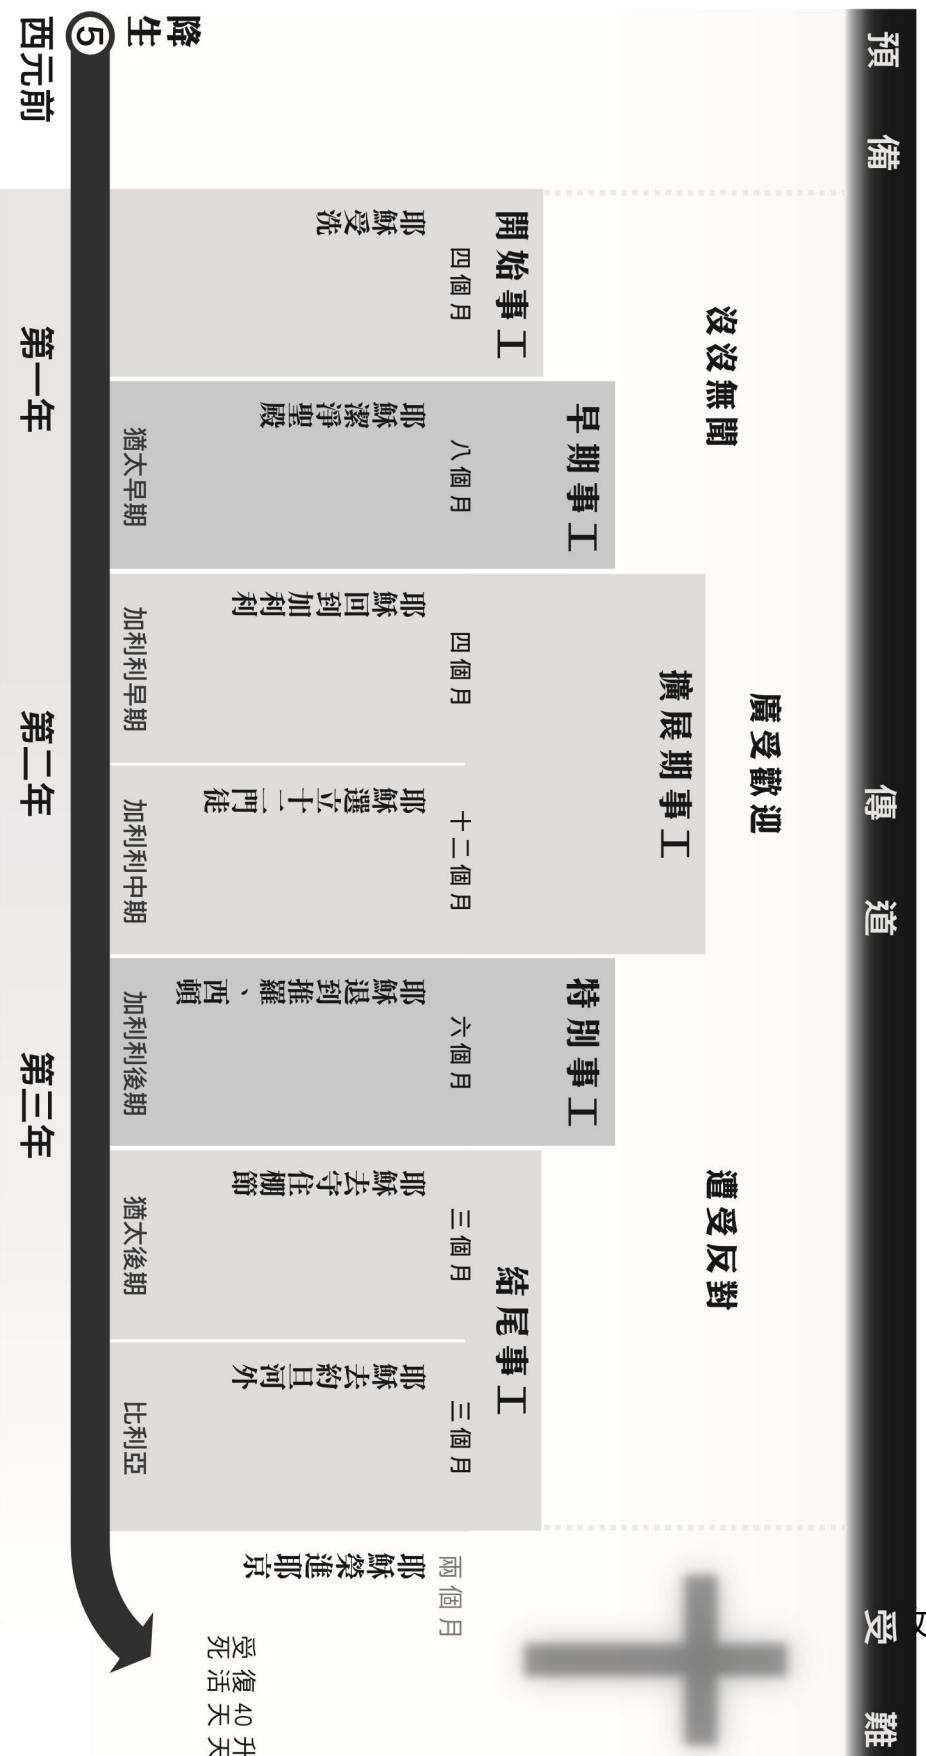 預備
傳道
受難
沒沒無聞
廣受歡迎
遭受反對
開始事工
四個月
耶穌受洗
早期事工
八個月
耶穌潔淨聖殿
猶太早期
擴展期事工
四個月
耶穌回到加利利
加利利早期
十二個月
耶穌選立十二門徒
加利利中期
特別事工
六個月
耶穌退到推羅、西頓
加利利後期
結尾事工
三個月
耶穌去守住棚節
猶太後期
三個月
耶穌去約旦河外
比利亞
兩個月
耶穌榮進耶京
受死
復活
40天
升天
降生
5
西元前
第一年
第二年
第三年